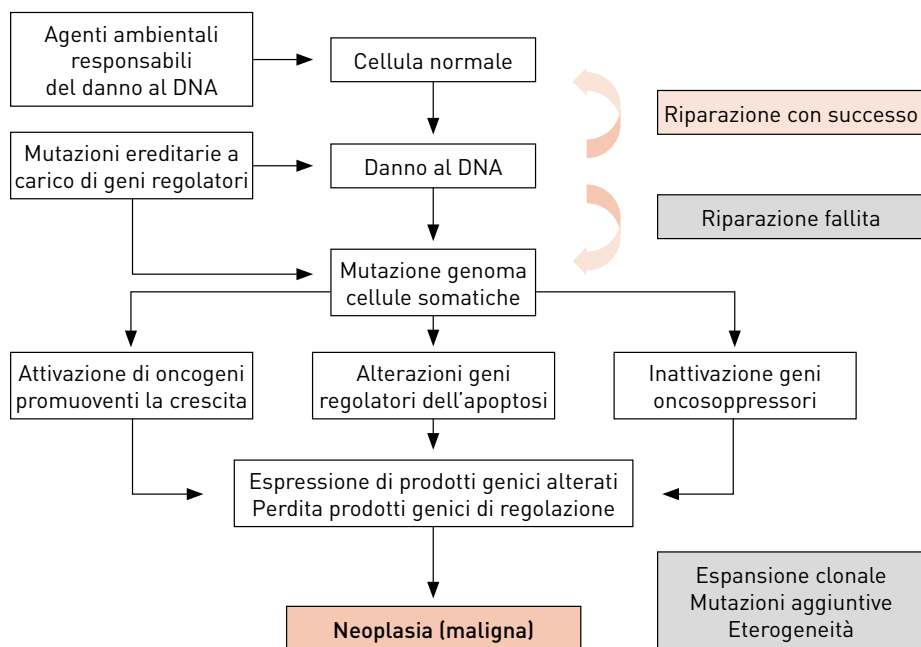 Agenti ambientali
responsabili
del danno al DNA
Cellula normale
Riparazione con successo
Mutazioni ereditarie a
carico di geni regolatori
Danno al DNA
Riparazione fallita
Mutazione genoma
cellule somatiche
Attivazione di oncogeni
promuoventi la crescita
Alterazioni geni
regolatori dell'apoptosi
Inattivazione geni
oncosoppressori
Espressione di prodotti genici alterati
Perdita prodotti genici di regolazione
Espansione clonale
Mutazioni aggiuntive
Eterogeneità
Neoplasia (maligna)